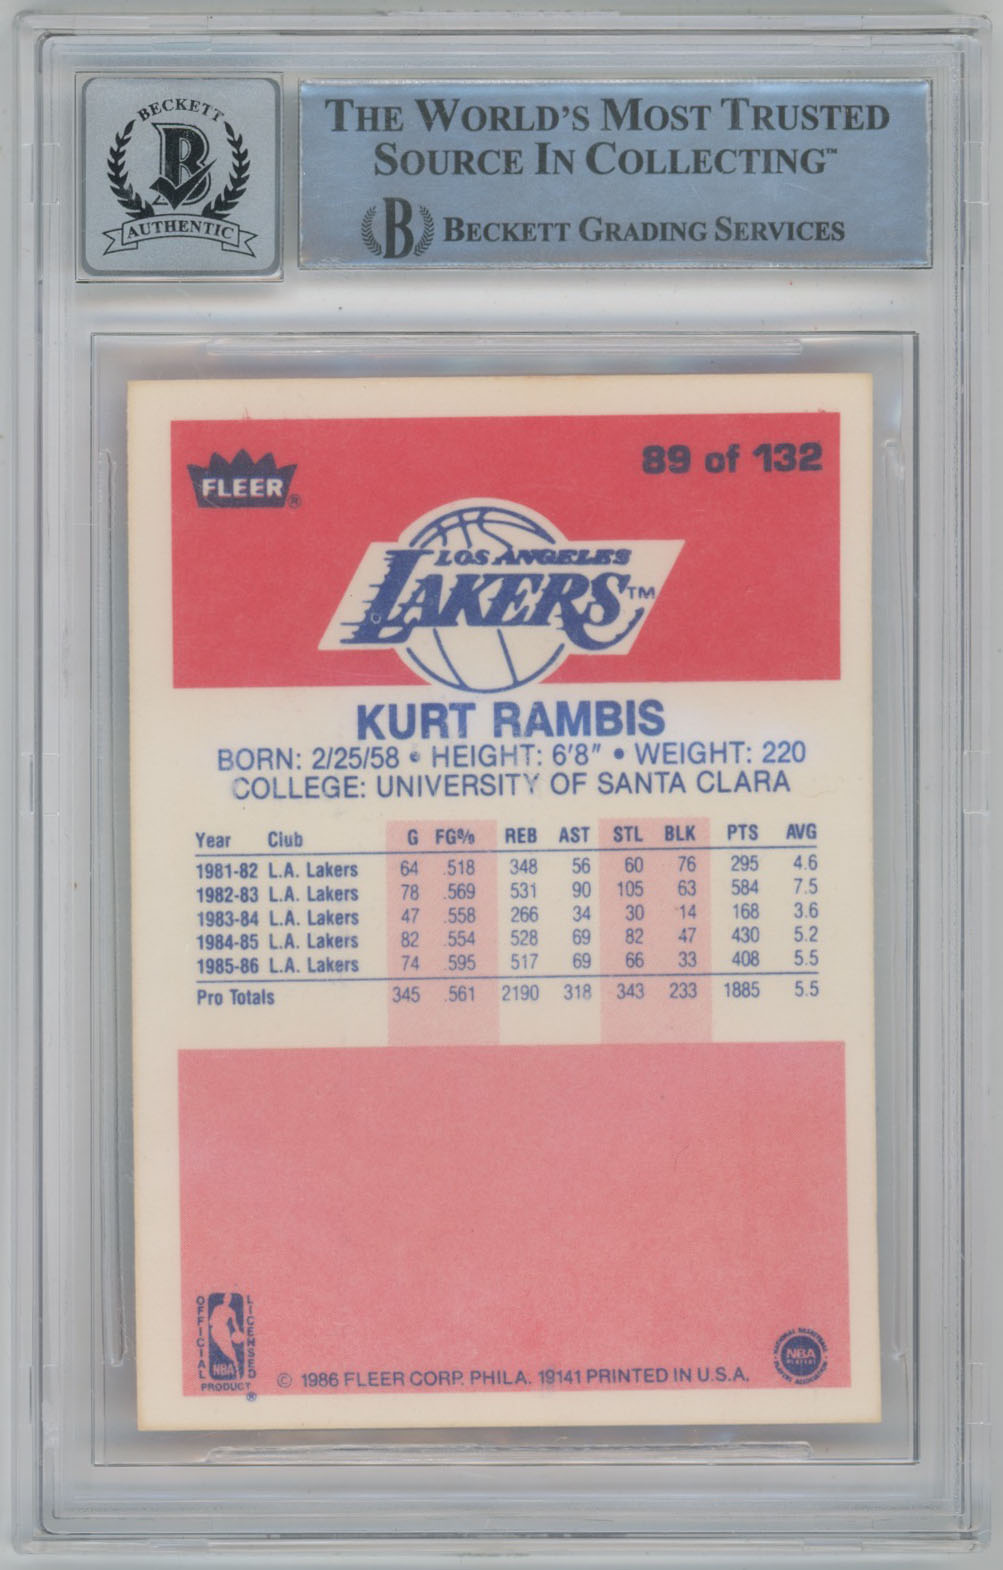 BECKETT
B
AUTHENTIC
THE WORLD'S MOST TRUSTED
SOURCE IN COLLECTING™
B BECKETT GRADING SERVICES
FLEER®
89 of 132
LOS ANGELES
LAKERS™
KURT RAMBIS
BORN: 2/25/58 • HEIGHT: 6'8" • WEIGHT: 220
COLLEGE: UNIVERSITY OF SANTA CLARA
Year Club G FG% REB AST STL BLK PTS AVG
1981-82 L.A. Lakers 64 .518 348 56 60 76 295 4.6
1982-83 L.A. Lakers 78 .569 531 90 105 63 584 7.5
1983-84 L.A. Lakers 47 .558 266 34 30 14 168 3.6
1984-85 L.A. Lakers 82 .554 528 69 82 47 430 5.2
1985-86 L.A. Lakers 74 .595 517 69 66 33 408 5.5
Pro Totals 345 .561 2190 318 343 233 1885 5.5
OFFICIAL
LICENSED
NBA
PRODUCT®
© 1986 FLEER CORP. PHILA. 19141 PRINTED IN U.S.A.
NATIONAL BASKETBALL
NBA
PLAYERS
PLAYERS ASSOCIATION